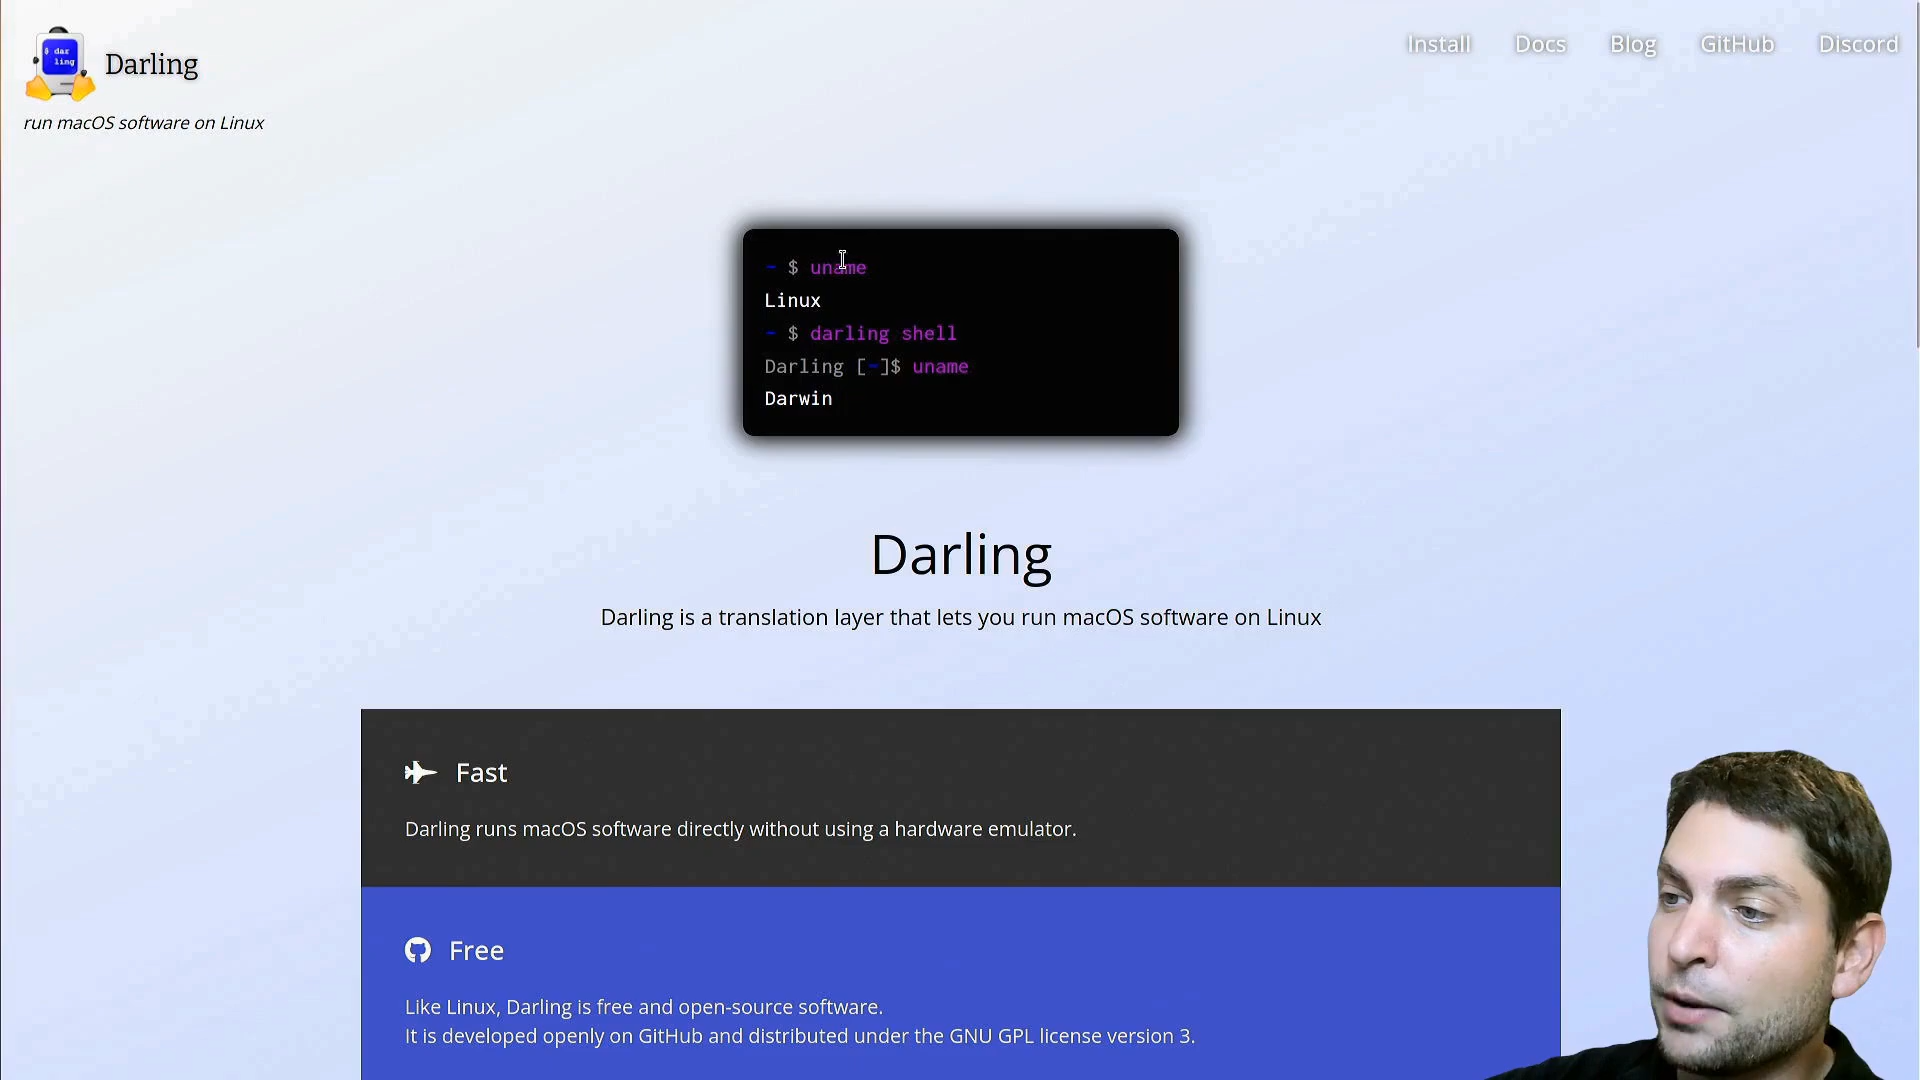 $ dar
ling
Darling
run macOS software on Linux
Install
Docs
Blog
GitHub
Discord
~ $ uname
Linux
~ $ darling shell
Darling [~]$ uname
Darwin
Darling
Darling is a translation layer that lets you run macOS software on Linux
Fast
Darling runs macOS software directly without using a hardware emulator.
Free
Like Linux, Darling is free and open-source software.
It is developed openly on GitHub and distributed under the GNU GPL license version 3.